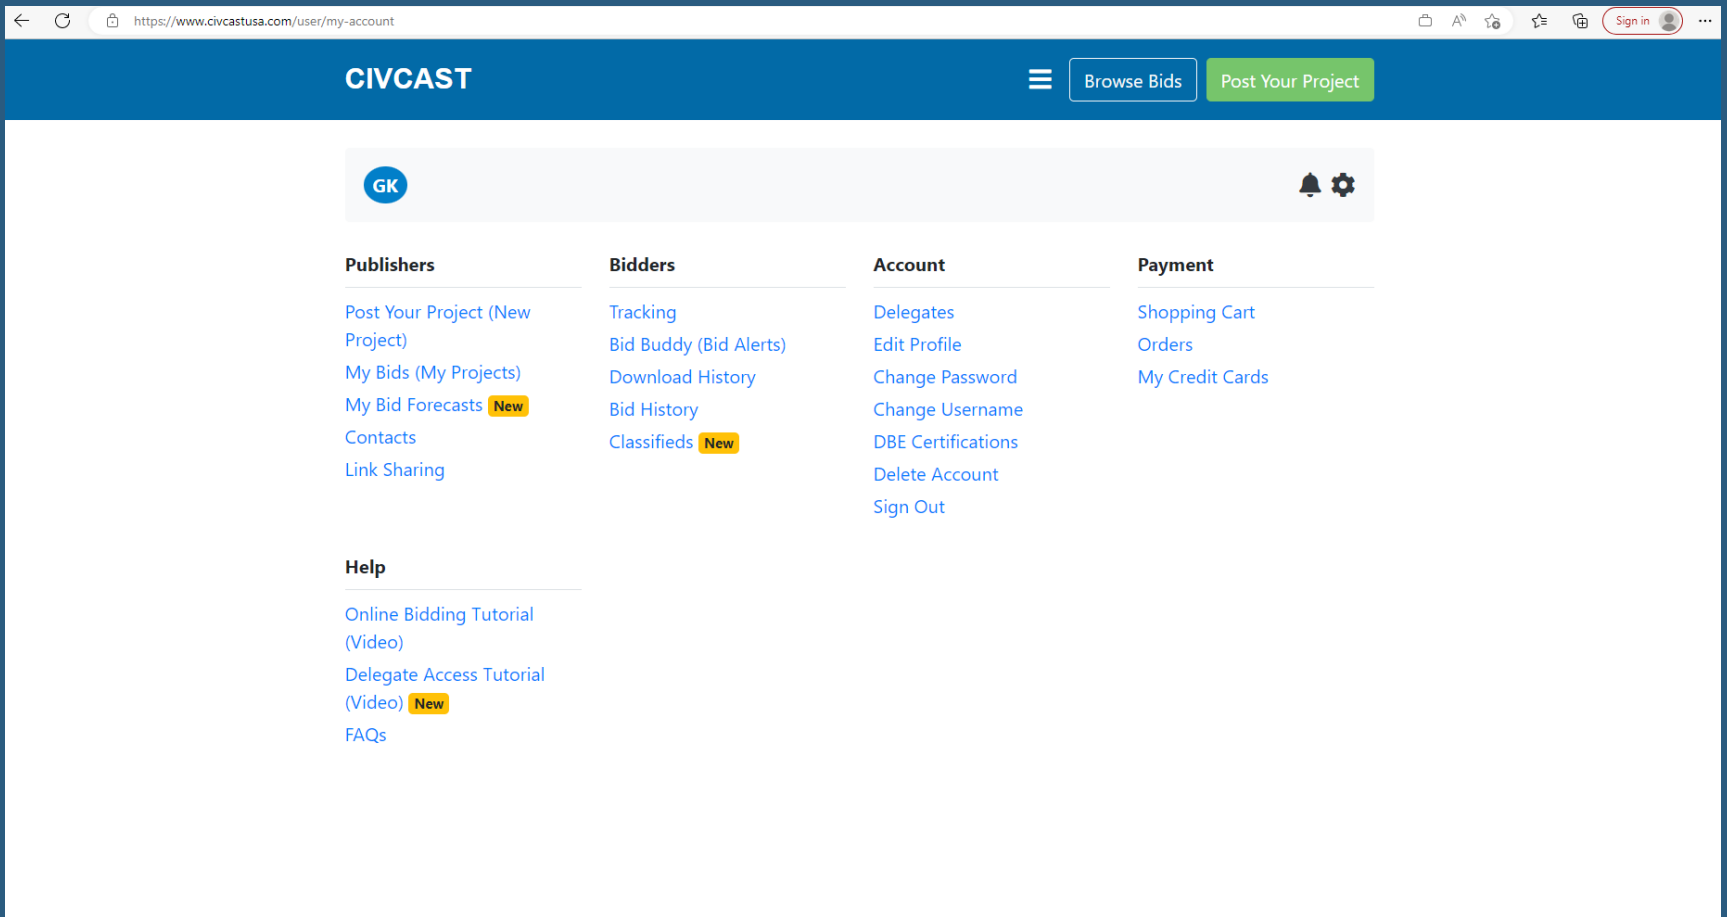 https://www.civcastusa.com/user/my-account
Sign in
CIVCAST
Browse Bids
Post Your Project
GK
Publishers
Post Your Project (New
Project)
My Bids (My Projects)
My Bid Forecasts New
Contacts
Link Sharing
Bidders
Tracking
Bid Buddy (Bid Alerts)
Download History
Bid History
Classifieds New
Account
Delegates
Edit Profile
Change Password
Change Username
DBE Certifications
Delete Account
Sign Out
Payment
Shopping Cart
Orders
My Credit Cards
Help
Online Bidding Tutorial
(Video)
Delegate Access Tutorial
(Video) New
FAQs